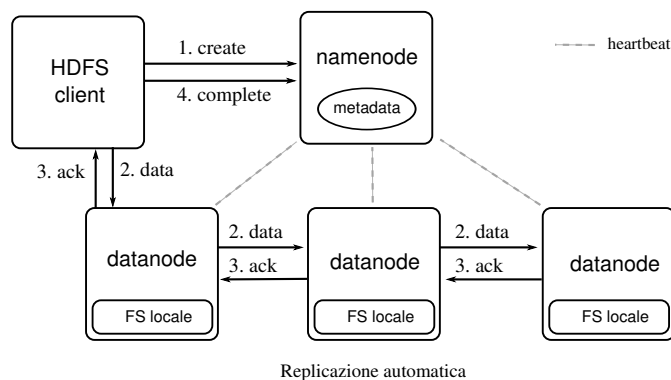 HDFS
client
1. create
4. complete
namenode
metadata
heartbeat
3. ack
2. data
datanode
FS locale
2. data
3. ack
datanode
FS locale
2. data
3. ack
datanode
FS locale
Replicazione automatica